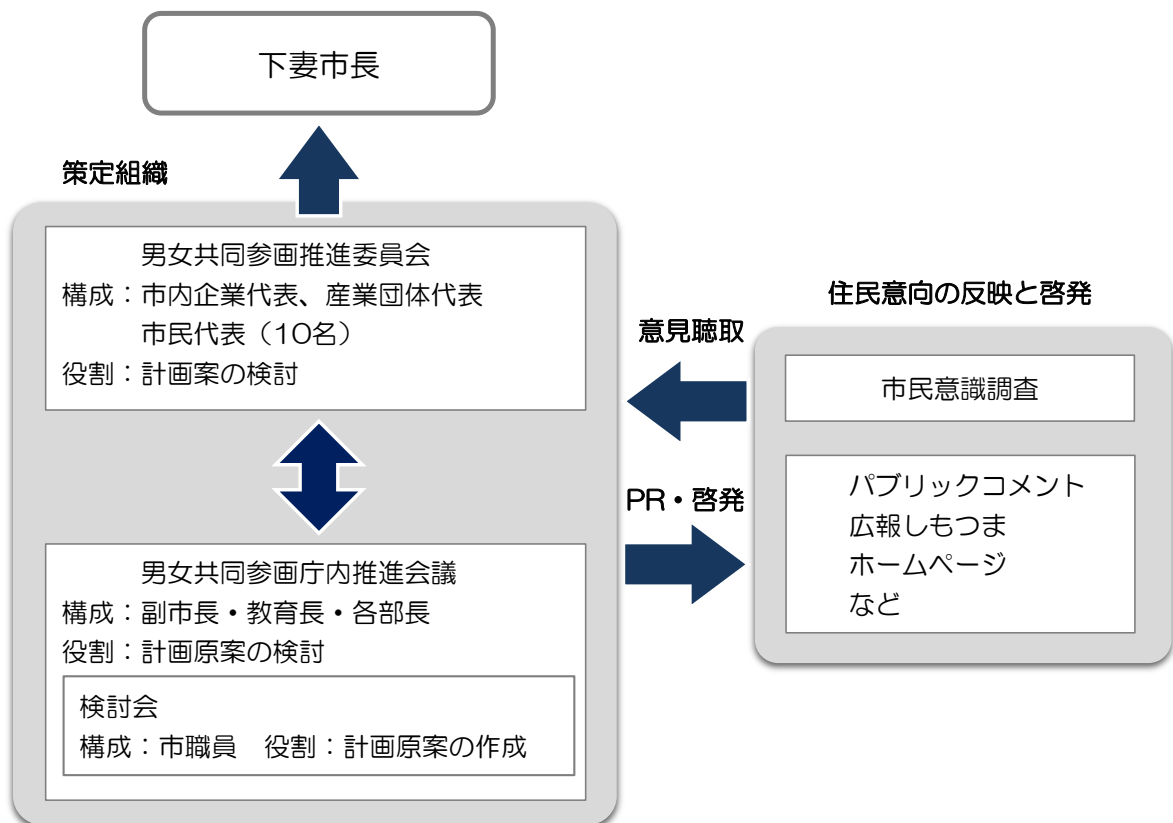 下妻市長
策定組織
男女共同参画推進委員会
構成：市内企業代表、産業団体代表
市民代表（10名）
役割：計画案の検討
男女共同参画庁内推進会議
構成：副市長・教育長・各部長
役割：計画原案の検討
検討会
構成：市職員　役割：計画原案の作成
意見聴取
PR・啓発
住民意向の反映と啓発
市民意識調査
パブリックコメント
広報しもつま
ホームページ
など